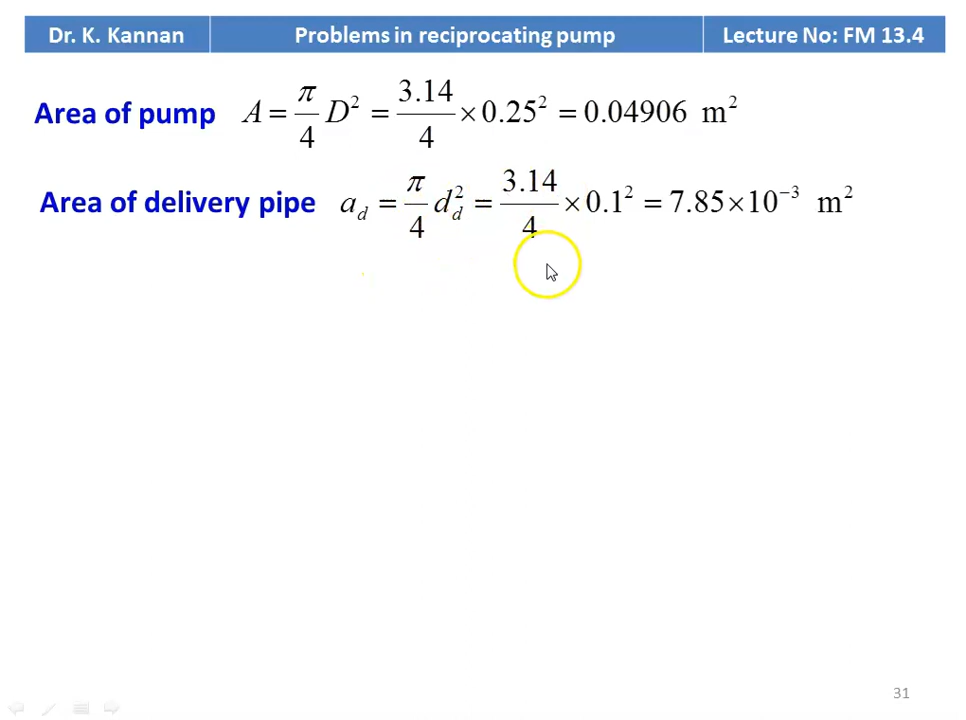 Dr. K. Kannan Problems in reciprocating pump Lecture No: FM 13.4
Area of pump A = π/4 D² = 3.14/4 × 0.25² = 0.04906 m²
Area of delivery pipe a_d = π/4 d_d² = 3.14/4 × 0.1² = 7.85×10⁻³ m²
31